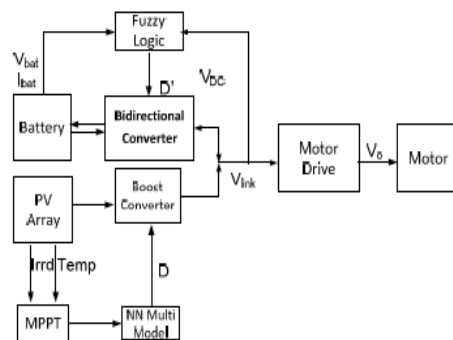 Fuzzy
Logic
Vbat
Ibat
VDC
D'
Battery
Bidirectional
Converter
Motor
Drive
Vo
Motor
Vlink
PV
Array
Boost
Converter
Irrd Temp
D
MPPT
NN Multi
Model